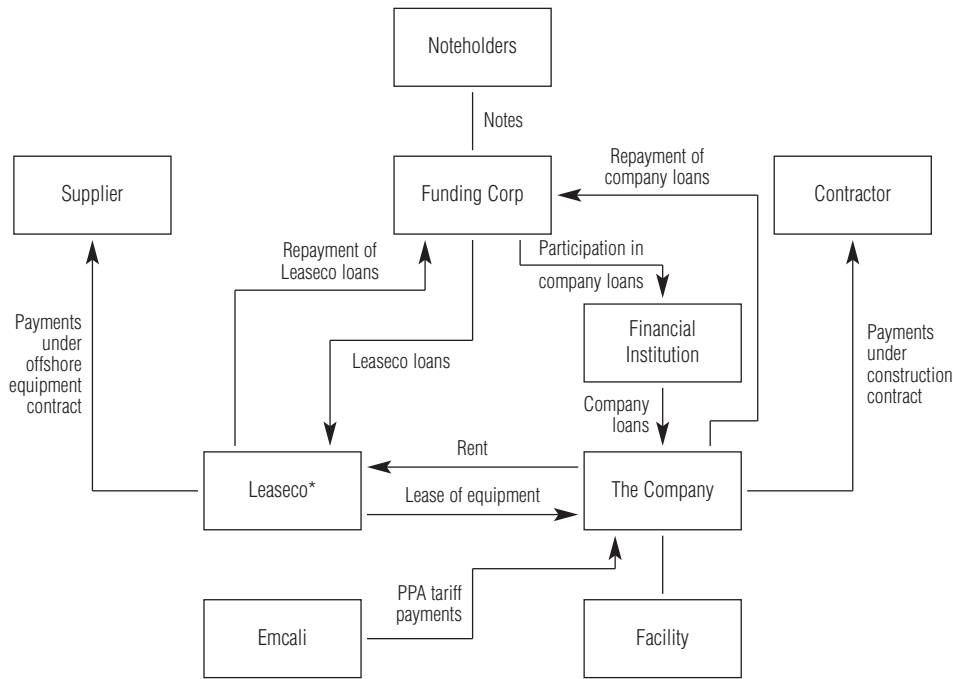 Noteholders
Notes
Supplier
Funding Corp
Repayment of
company loans
Contractor
Repayment of
Leaseco loans
Participation in
company loans
Payments
under
offshore
equipment
contract
Leaseco loans
Financial
Institution
Payments
under
construction
contract
Company
loans
Leaseco*
Rent
Lease of equipment
The Company
Emcali
PPA tariff
payments
Facility